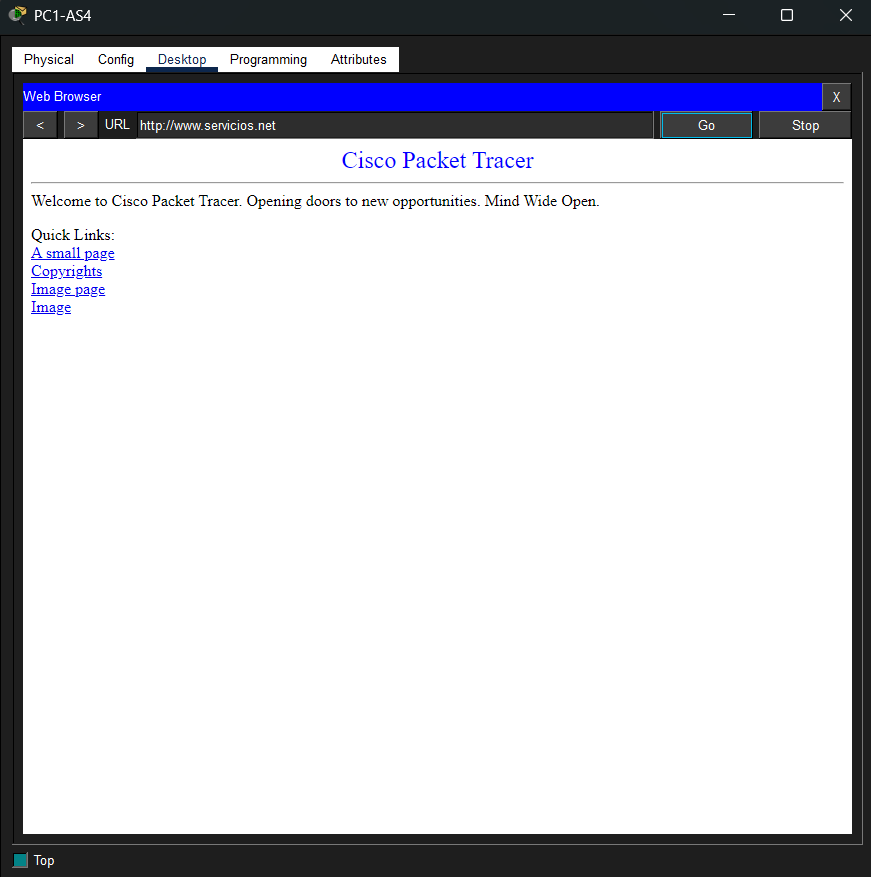 PC1-AS4
Physical Config Desktop Programming Attributes
Web Browser X
< > URL http://www.servicios.net Go Stop
Cisco Packet Tracer
Welcome to Cisco Packet Tracer. Opening doors to new opportunities. Mind Wide Open.
Quick Links:
A small page
Copyrights
Image page
Image
Top